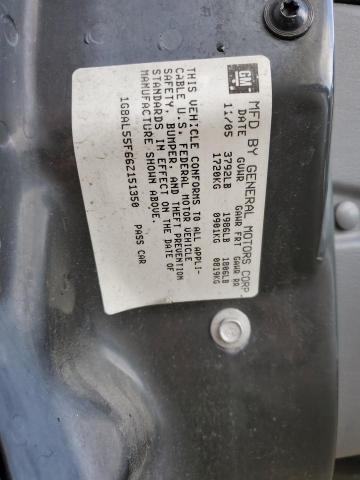 GM MFD BY GENERAL MOTORS CORP
DATE GVWR GAWR FRT GAWR RR
11/05 3792LB 1986LB 1806LB
1720KG 0901KG 0819KG
THIS VEHICLE CONFORMS TO ALL APPLI-
CABLE U.S. FEDERAL MOTOR VEHICLE
SAFETY, BUMPER, AND THEFT PREVENTION
STANDARDS IN EFFECT ON THE DATE OF
MANUFACTURE SHOWN ABOVE.
1G8AL55F66Z151350 PASS CAR